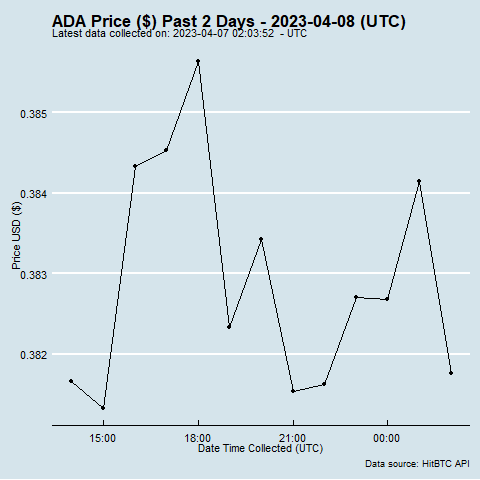 ADA Price ($) Past 2 Days - 2023-04-08 (UTC)
Latest data collected on: 2023-04-07 02:03:52 - UTC
0.385
0.384
0.383
0.382
Price USD ($)
15:00 18:00 21:00 00:00
Date Time Collected (UTC)
Data source: HitBTC API